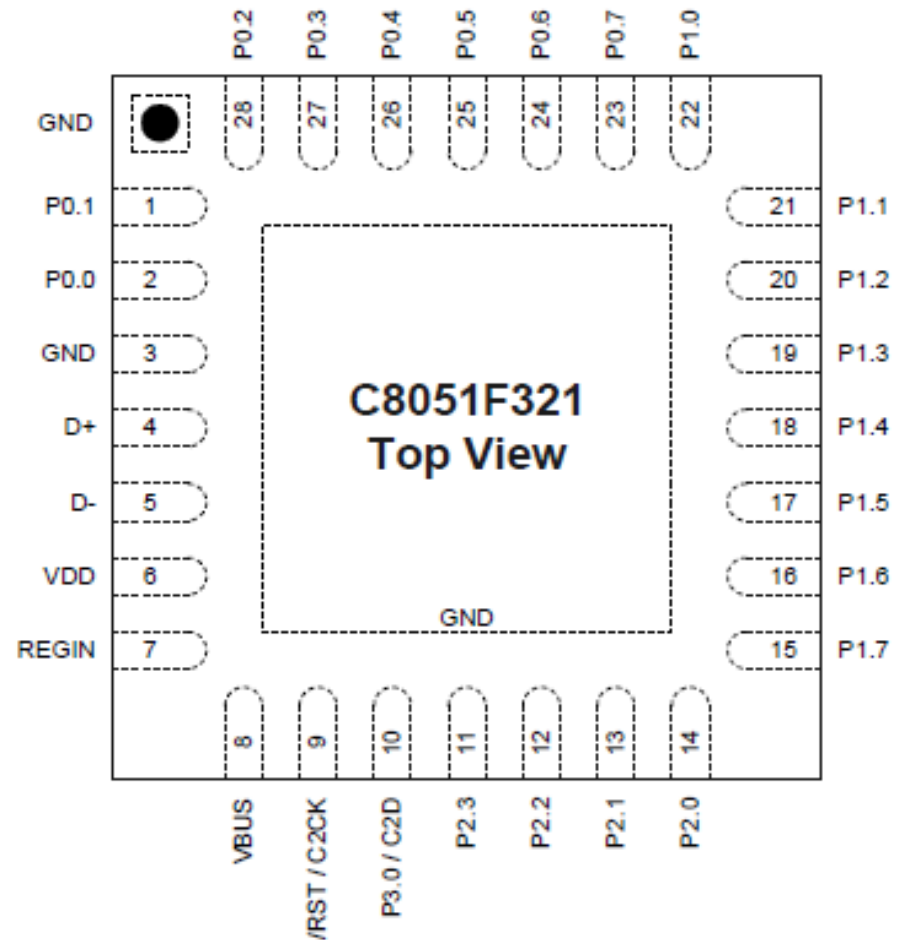 P0.2 P0.3 P0.4 P0.5 P0.6 P0.7 P1.0
28 27 26 25 24 23 22
GND
P0.1 1 21 P1.1
P0.0 2 20 P1.2
GND 3 19 P1.3
D+ 4 18 P1.4
D- 5 17 P1.5
VDD 6 16 P1.6
REGIN 7 15 P1.7
C8051F321
Top View
GND
8 9 10 11 12 13 14
VBUS /RST / C2CK P3.0 / C2D P2.3 P2.2 P2.1 P2.0